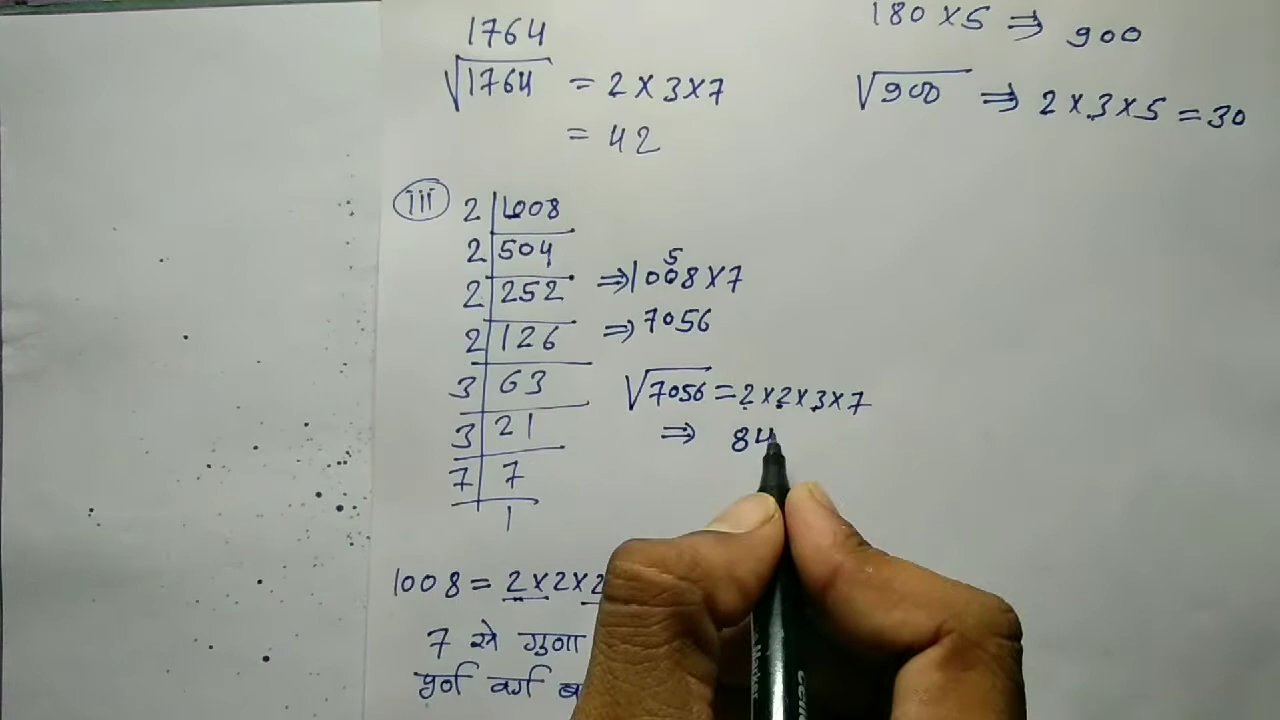 1764
√1764 = 2 × 3 × 7
= 42
180 × 5 ⇒ 900
√900 ⇒ 2 × 3 × 5 = 30
(iii) 2 | 1008
2 | 504
2 | 252
2 | 126
3 | 63
3 | 21
7 | 7
1
5
⇒ 1008 × 7
⇒ 7056
√7056 = 2 × 2 × 3 × 7
⇒ 84
1008 = 2 × 2 × 2
7 से गुणा
पूर्ण वर्ग